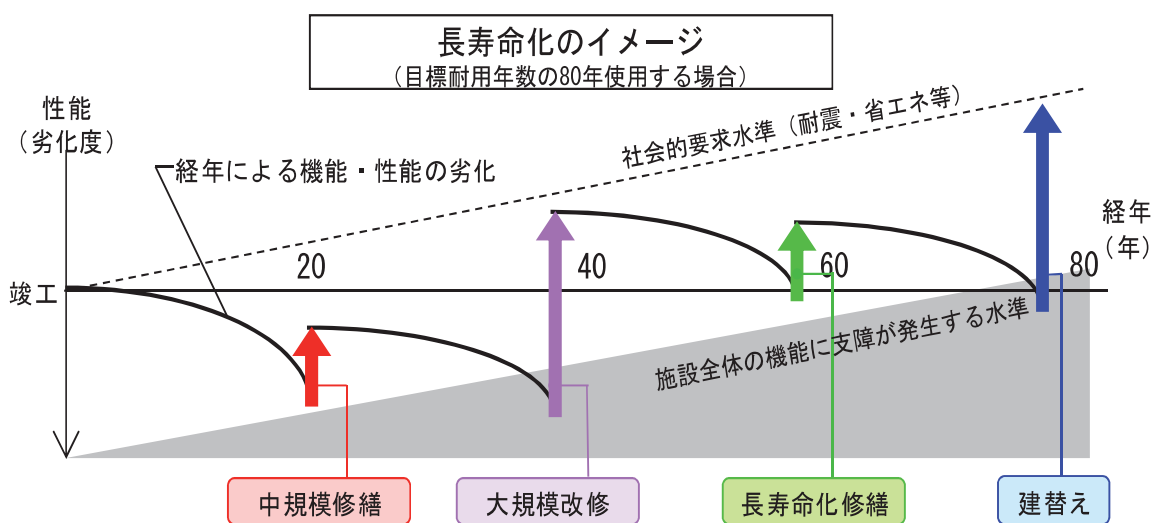 長寿命化のイメージ
（目標耐用年数の80年使用する場合）
性能
（劣化度）
社会的要求水準（耐震・省エネ等）
経年による機能・性能の劣化
経年
（年）
20
40
60
80
竣工
施設全体の機能に支障が発生する水準
中規模修繕
大規模改修
長寿命化修繕
建替え